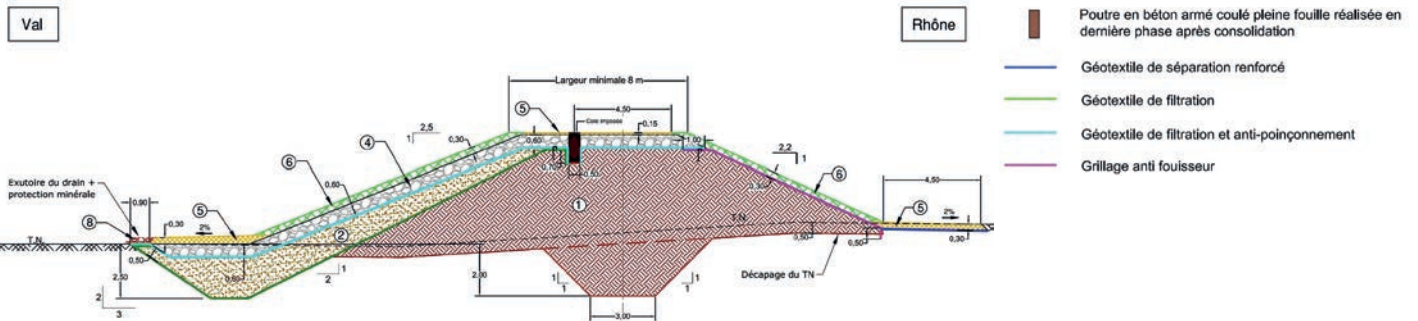 Val
Rhône
Poutre en béton armé coulé pleine fouille réalisée en
dernière phase après consolidation
Géotextile de séparation renforcé
Géotextile de filtration
Géotextile de filtration et anti-poinçonnement
Grillage anti fouisseur
Largeur minimale 8 m
5
4,50
Cote imposée
0.15
0,60
1.00
0,70
0.50
2,5
1
0,30
4
6
0,60
2,2
1
0,30
6
Exutoire du drain +
protection minérale
0.90
8
0,30
5
2%
T.N.
0,50
2,50
0,60
2
3
2
1
2
1
T.N.
2,00
1
1
1
1
3,00
0,50
0,50
Décapage du TN
4,50
5
2%
0,30